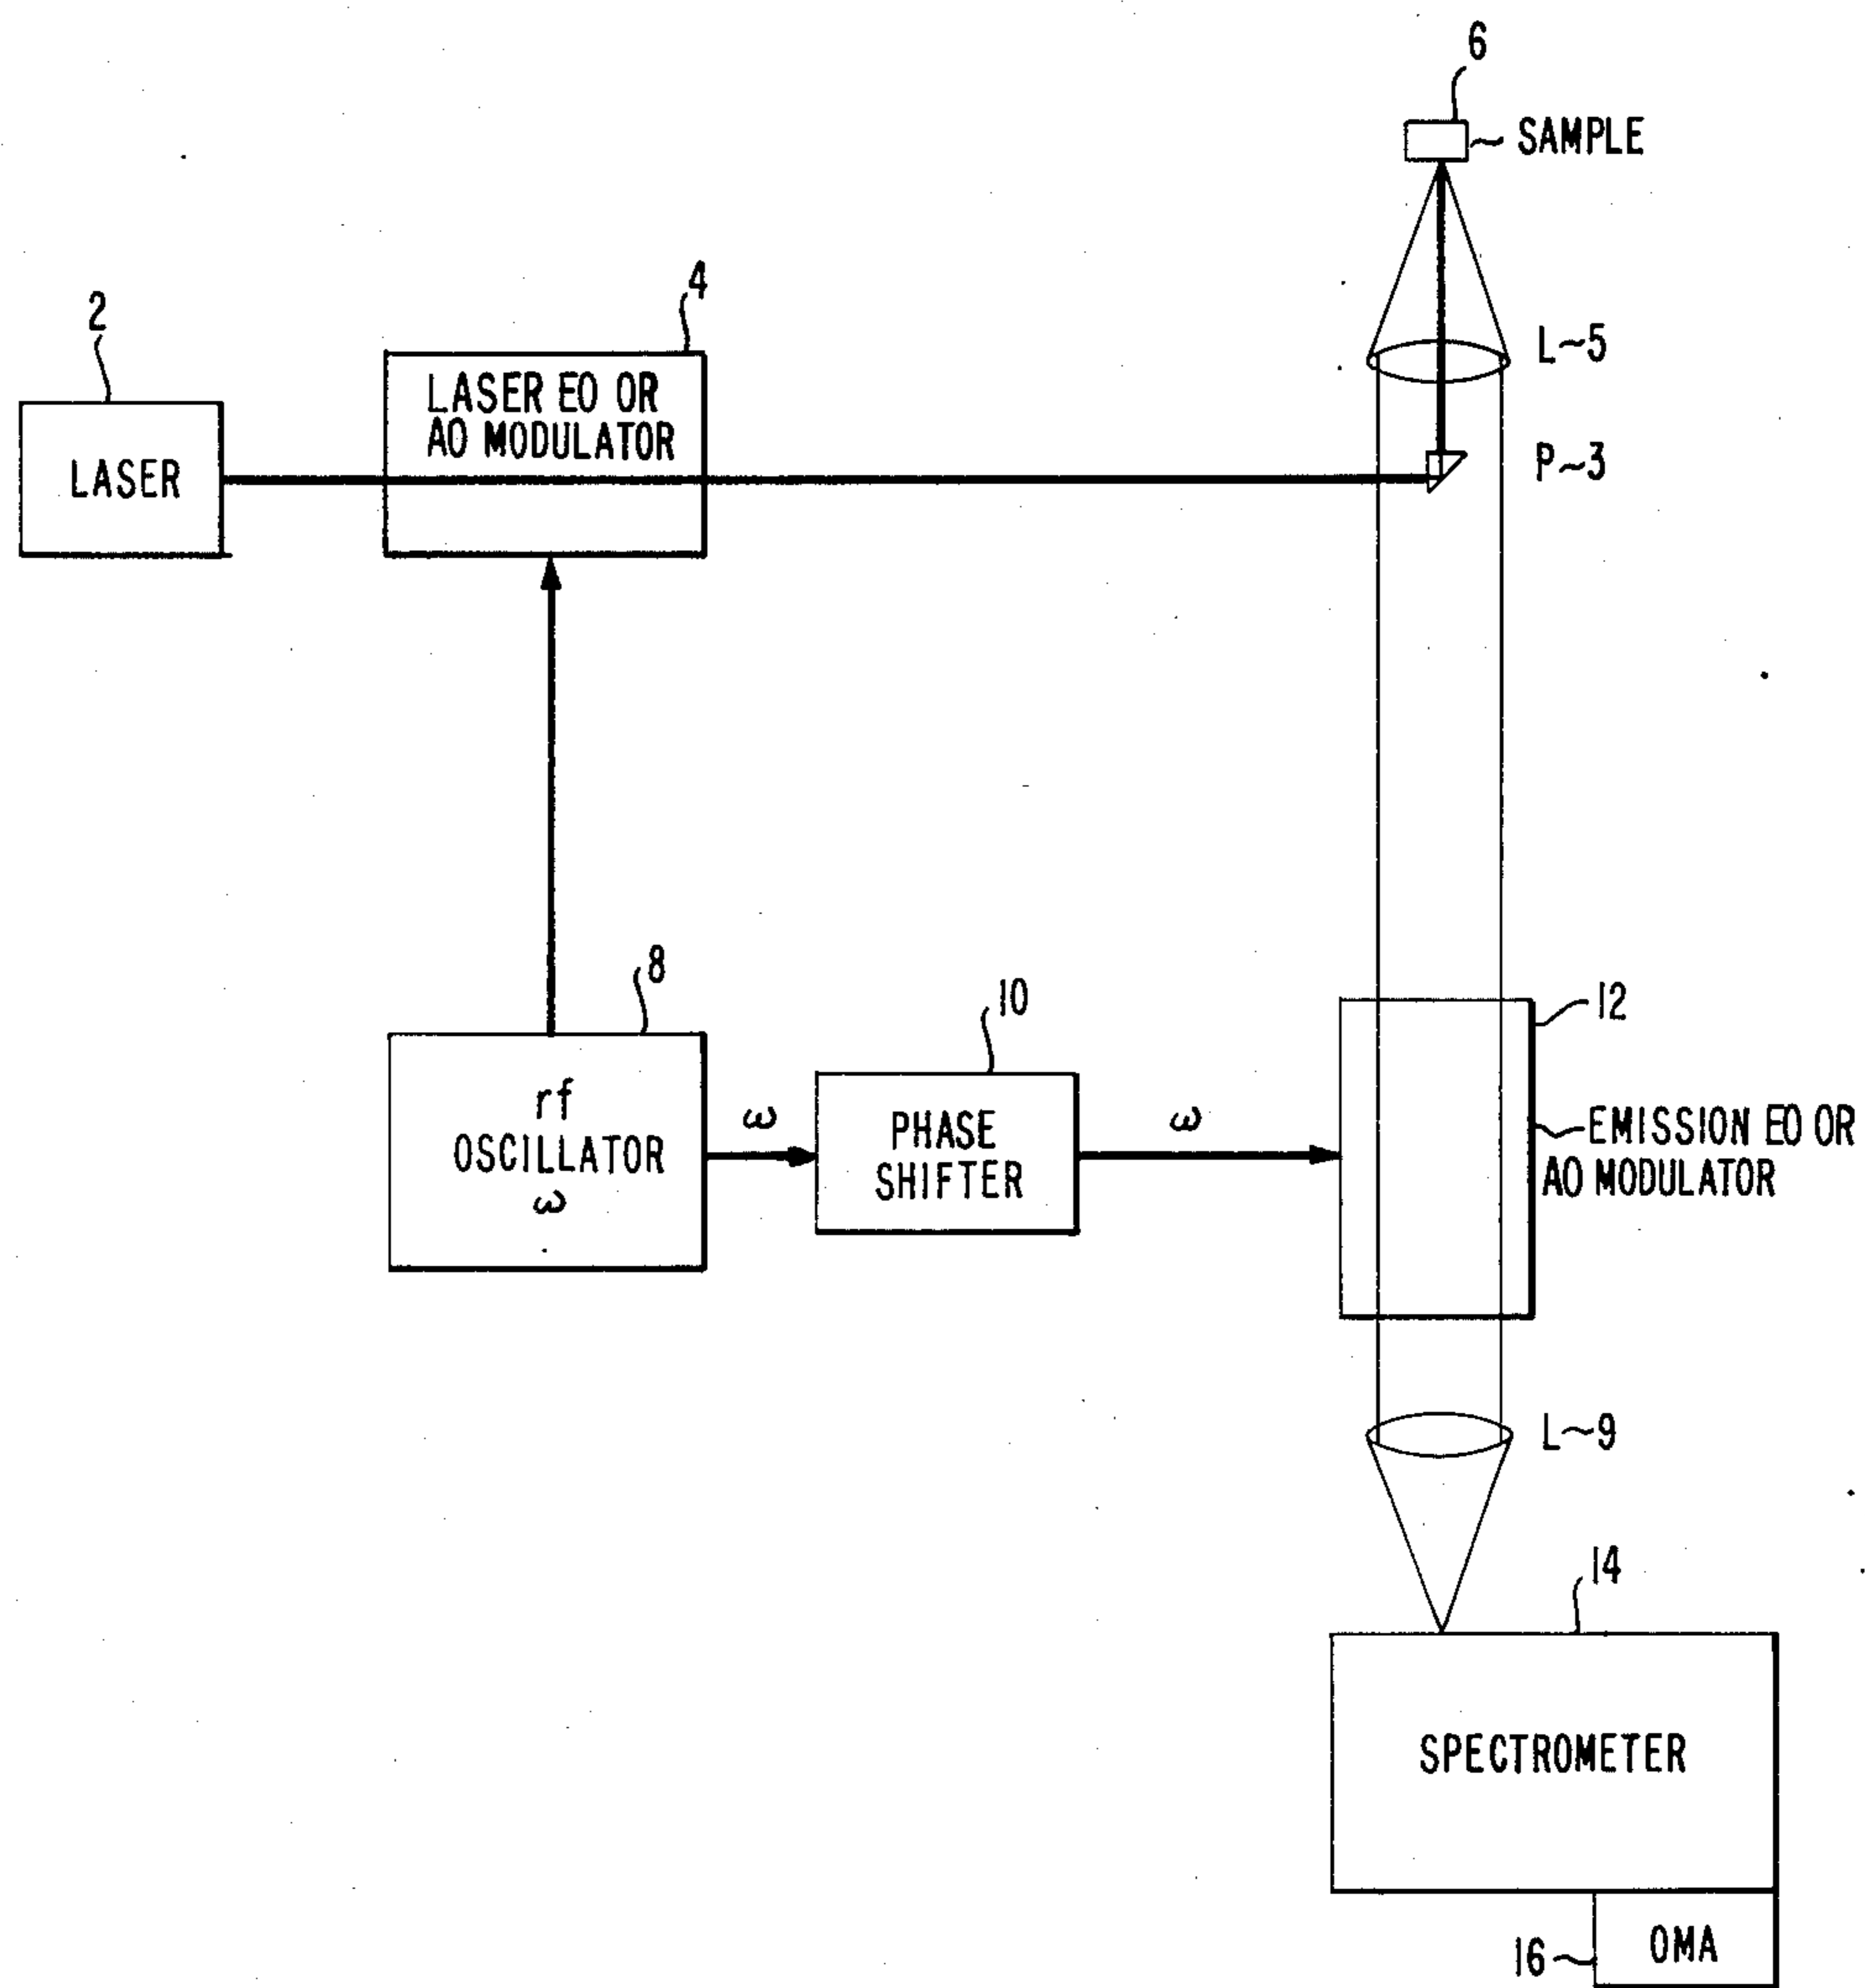 6
SAMPLE
2
4
L~5
LASER EO OR
AO MODULATOR
LASER
P~3
8
10
12
rf
OSCILLATOR
ω
ω
PHASE
SHIFTER
ω
EMISSION EO OR
AO MODULATOR
L~9
14
SPECTROMETER
16
OMA